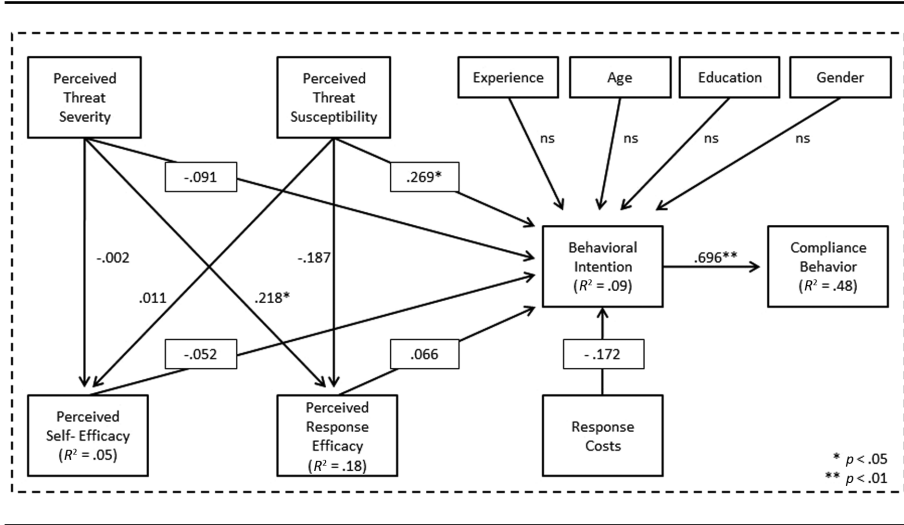 Perceived
Threat
Severity
Perceived
Threat
Susceptibility
Experience
Age
Education
Gender
ns
ns
ns
ns
-.091
.269*
-.002
-.187
.011
.218*
Behavioral
Intention
(R² = .09)
.696**
Compliance
Behavior
(R² = .48)
-.052
.066
- .172
Perceived
Self- Efficacy
(R² = .05)
Perceived
Response
Efficacy
(R² = .18)
Response
Costs
* p < .05
** p < .01